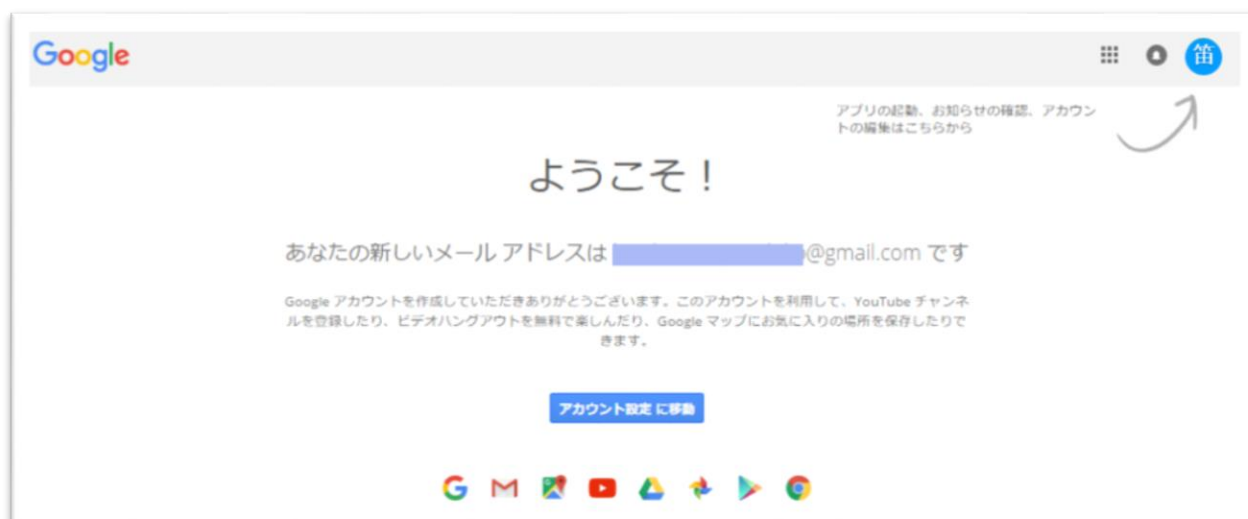 Google
笛
アプリの起動、お知らせの確認、アカウン
トの編集はこちらから
ようこそ！
あなたの新しいメール アドレスは @gmail.com です
Google アカウントを作成していただきありがとうございます。このアカウントを利用して、YouTube チャンネ
ルを登録したり、ビデオハングアウトを無料で楽しんだり、Google マップにお気に入りの場所を保存したりで
きます。
アカウント設定 に移動